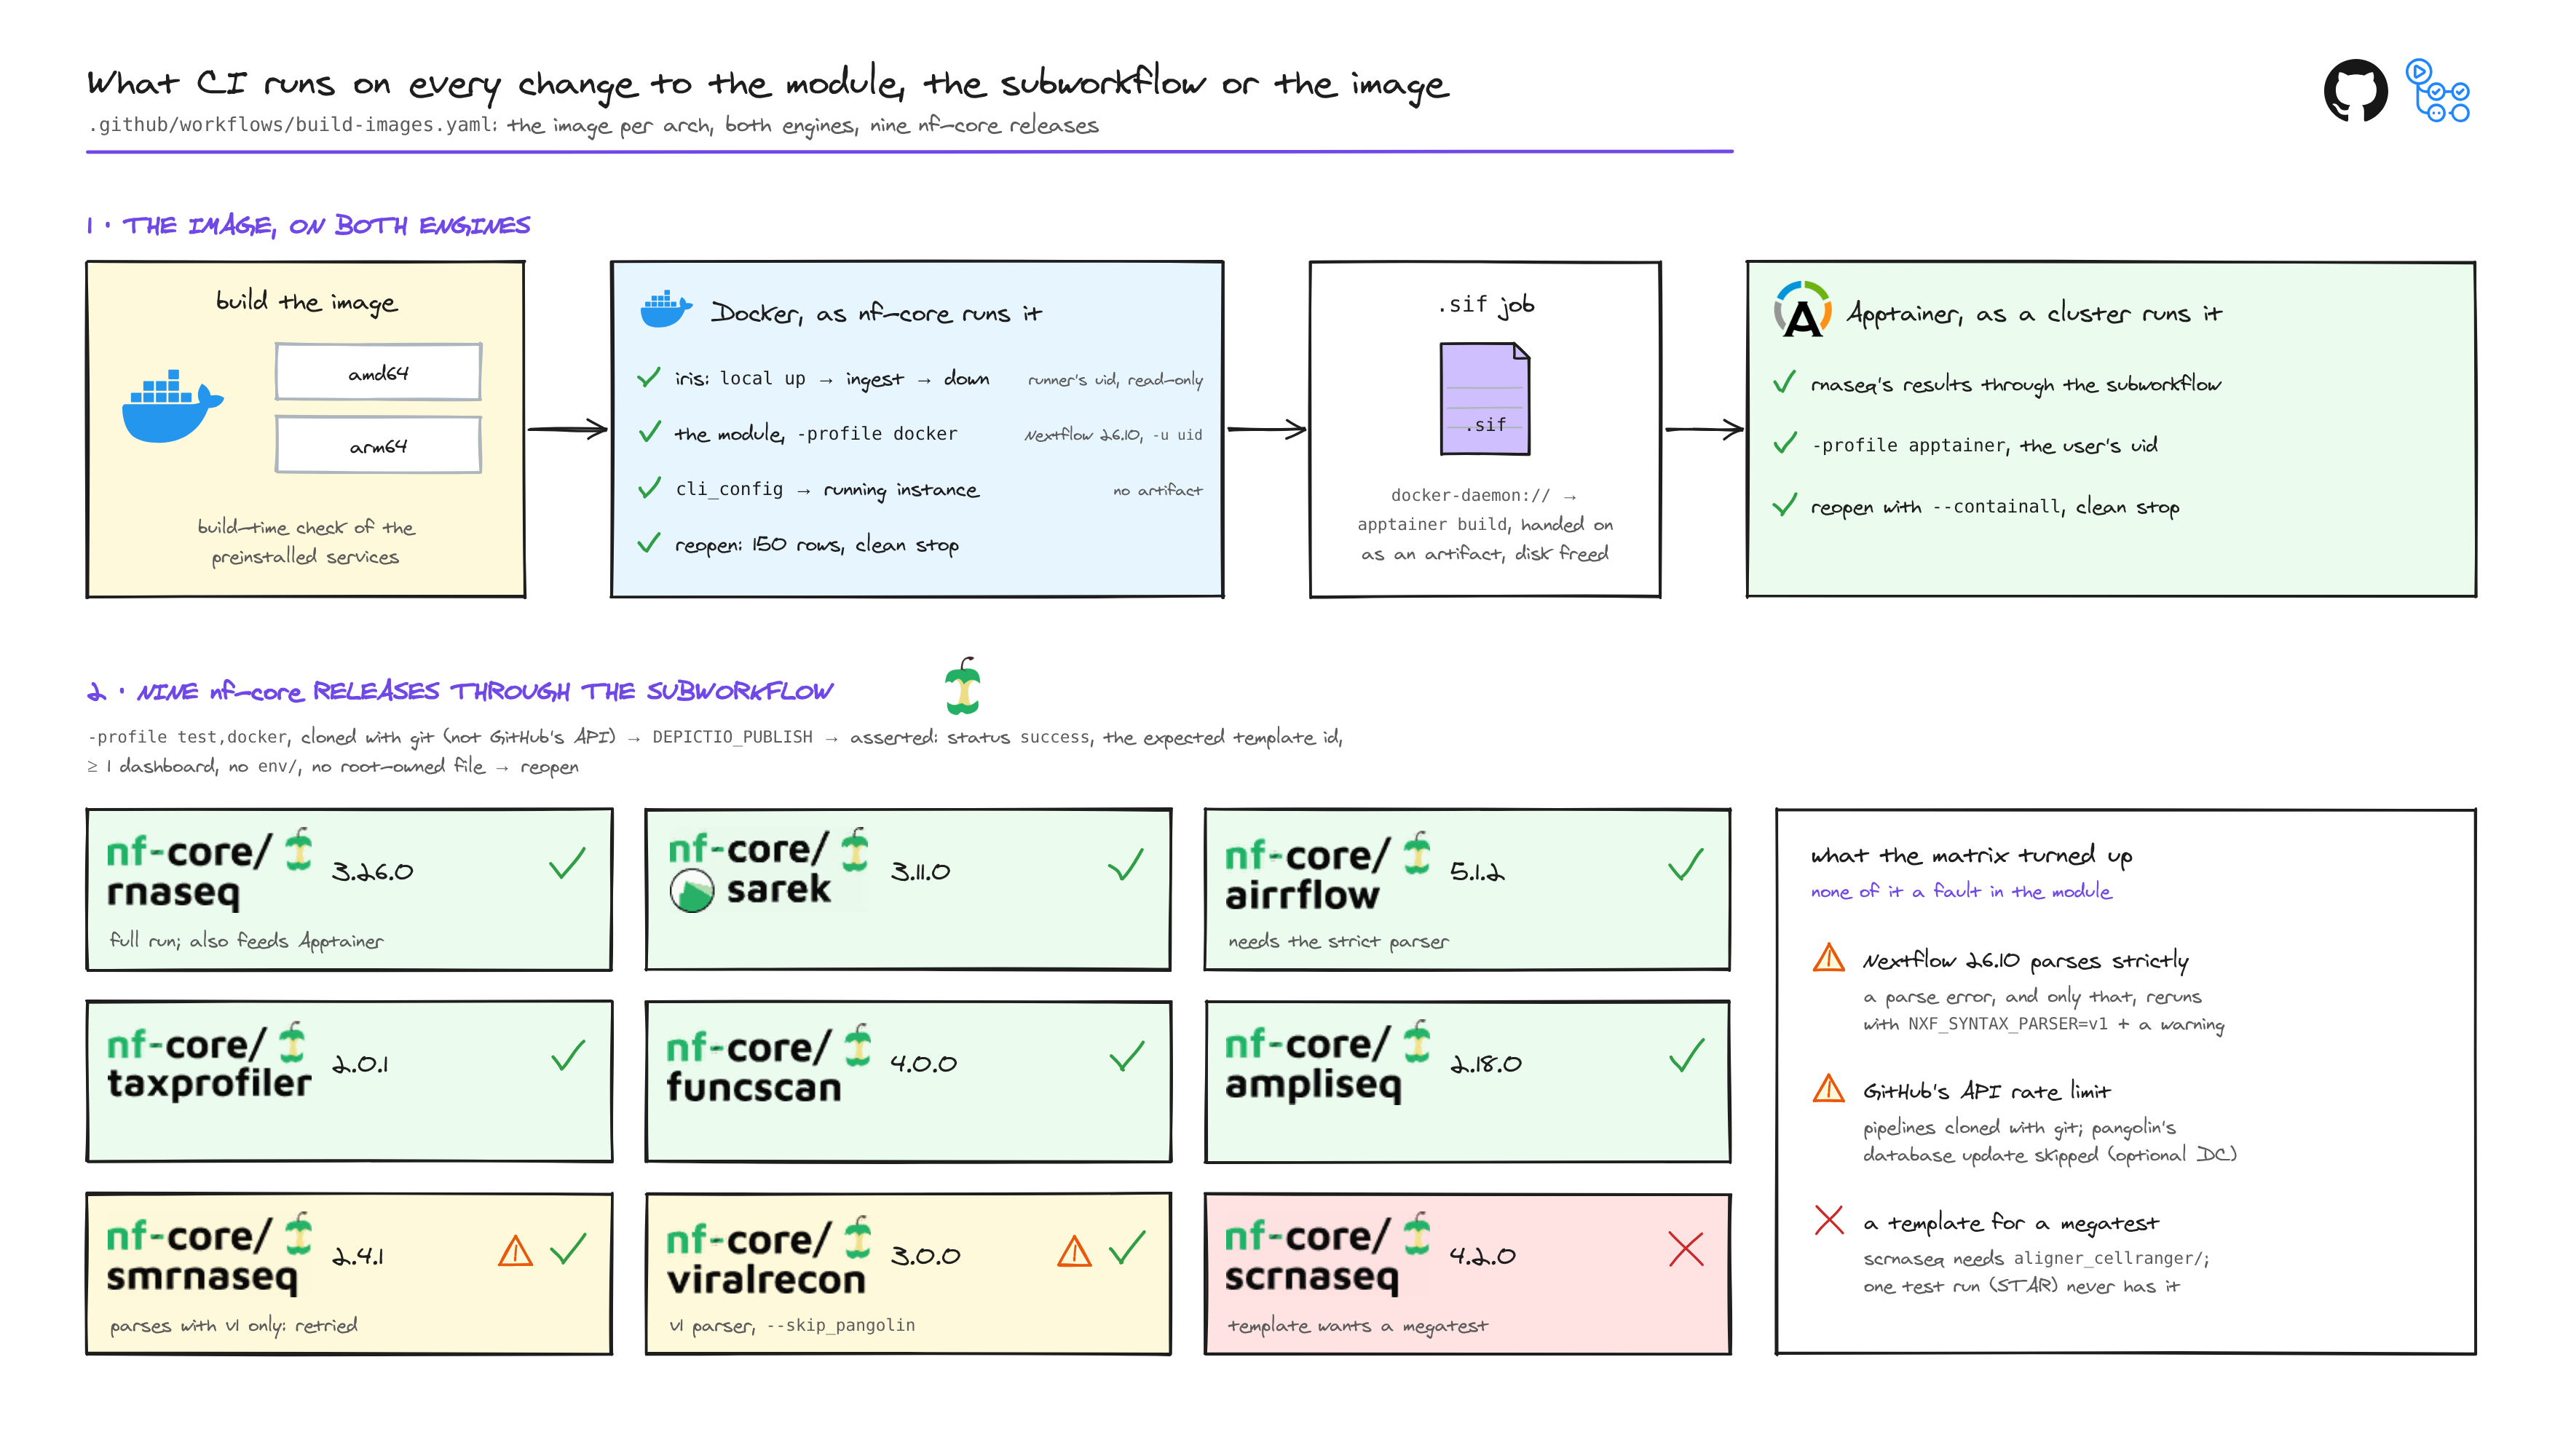 What CI runs on every change to the module, the subworkflow or the image
.github/workflows/build-images.yaml: the image per arch, both engines, nine nf-core releases
1 · THE IMAGE, ON BOTH ENGINES
build the image
amd64
arm64
build-time check of the
preinstalled services
Docker, as nf-core runs it
iris: local up → ingest → down runner's uid, read-only
the module, -profile docker Nextflow 26.10, -u uid
cli_config → running instance no artifact
reopen: 150 rows, clean stop
.sif job
.sif
docker-daemon:// →
apptainer build, handed on
as an artifact, disk freed
A
Apptainer, as a cluster runs it
rnaseq's results through the subworkflow
-profile apptainer, the user's uid
reopen with --containall, clean stop
2 · NINE nf-core RELEASES THROUGH THE SUBWORKFLOW
-profile test,docker, cloned with git (not GitHub's API) → DEPICTIO_PUBLISH → asserted: status success, the expected template id,
≥ 1 dashboard, no env/, no root-owned file → reopen
nf-core/
rnaseq
3.26.0
full run; also feeds Apptainer
nf-core/
sarek
3.11.0
nf-core/
airrflow
5.1.2
needs the strict parser
nf-core/
taxprofiler
2.0.1
nf-core/
funcscan
4.0.0
nf-core/
ampliseq
2.18.0
nf-core/
smrnaseq
2.4.1
parses with v1 only: retried
nf-core/
viralrecon
3.0.0
v1 parser, --skip_pangolin
nf-core/
scrnaseq
4.2.0
template wants a megatest
what the matrix turned up
none of it a fault in the module
Nextflow 26.10 parses strictly
a parse error, and only that, reruns
with NXF_SYNTAX_PARSER=v1 + a warning
GitHub's API rate limit
pipelines cloned with git; pangolin's
database update skipped (optional DC)
a template for a megatest
scrnaseq needs aligner_cellranger/;
one test run (STAR) never has it